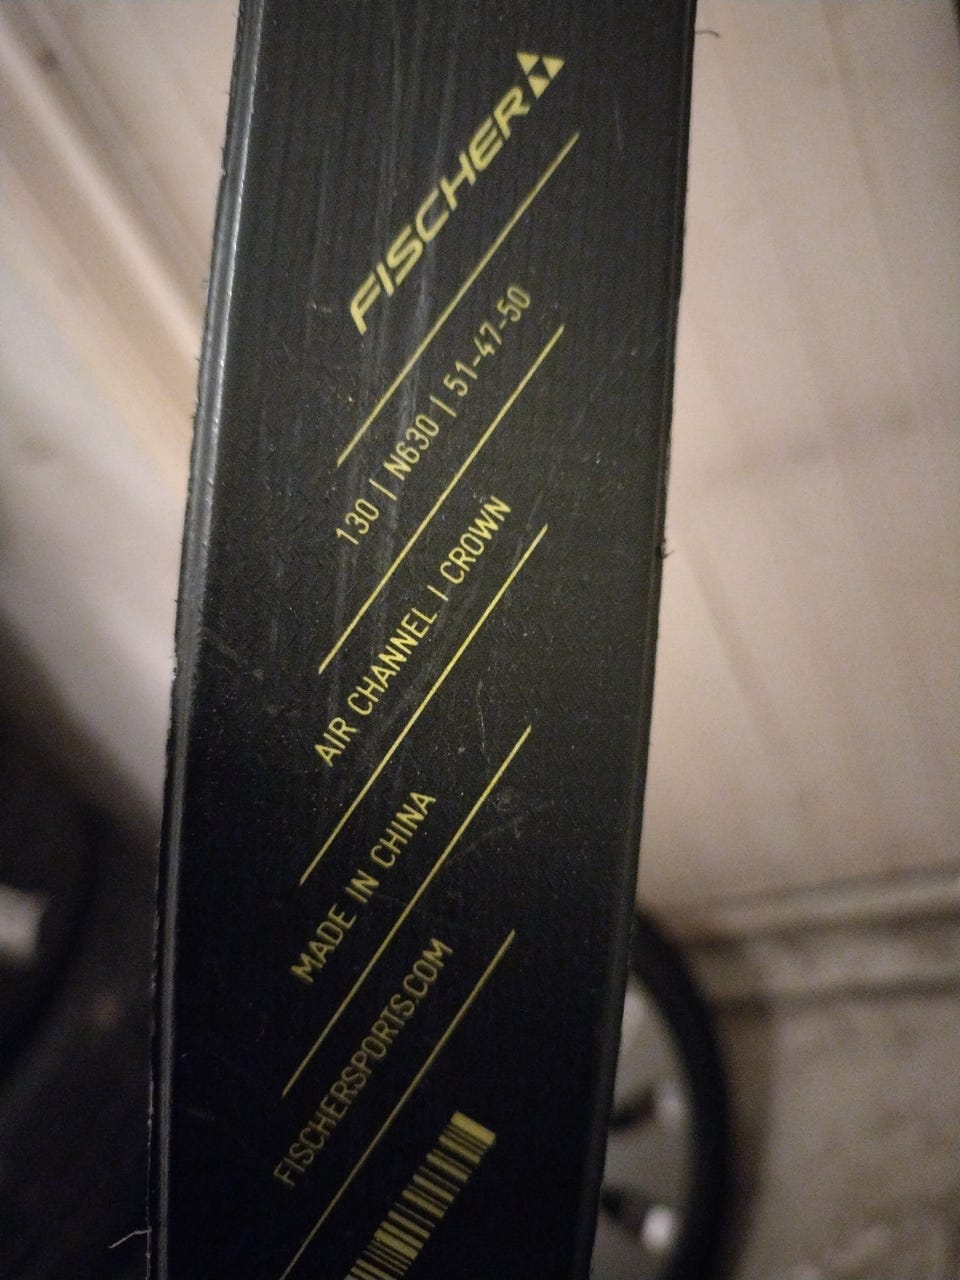 FISCHER
130 | N630 | 51-47-50
AIR CHANNEL | CROWN
MADE IN CHINA
FISCHERSPORTS.COM